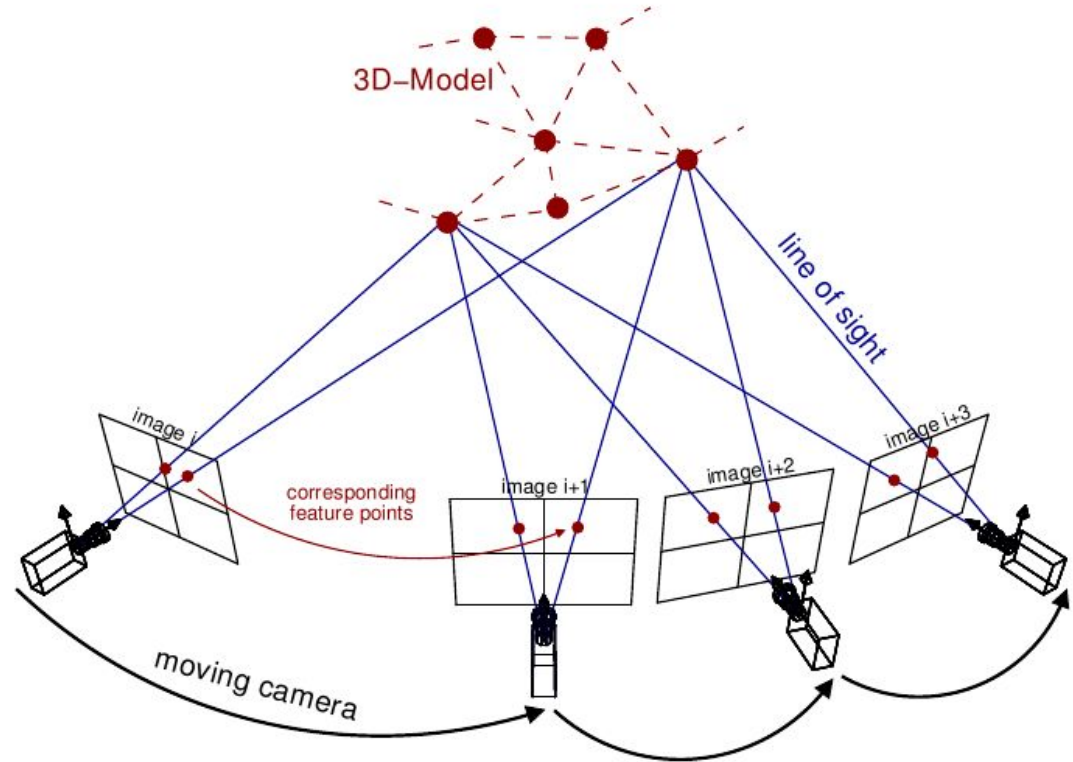 3D–Model
line of sight
image i
image i+3
image i+2
image i+1
corresponding
feature points
moving camera